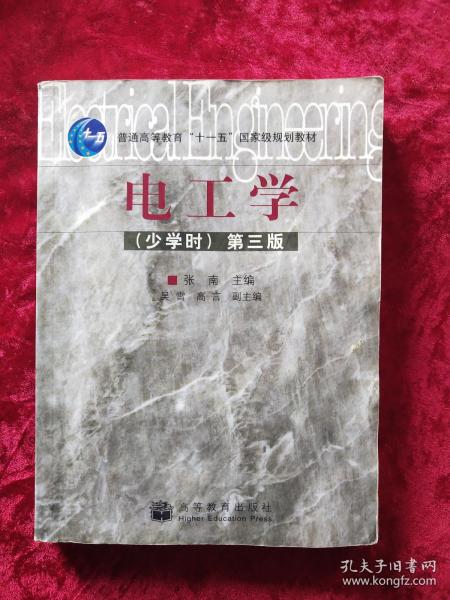 Electrical Engineering
十一五
普通高等教育“十一五”国家级规划教材
电工学
(少学时) 第三版
张 南 主编
吴 雪 高 言 副主编
高等教育出版社
Higher Education Press
孔夫子旧书网
www.kongfz.com